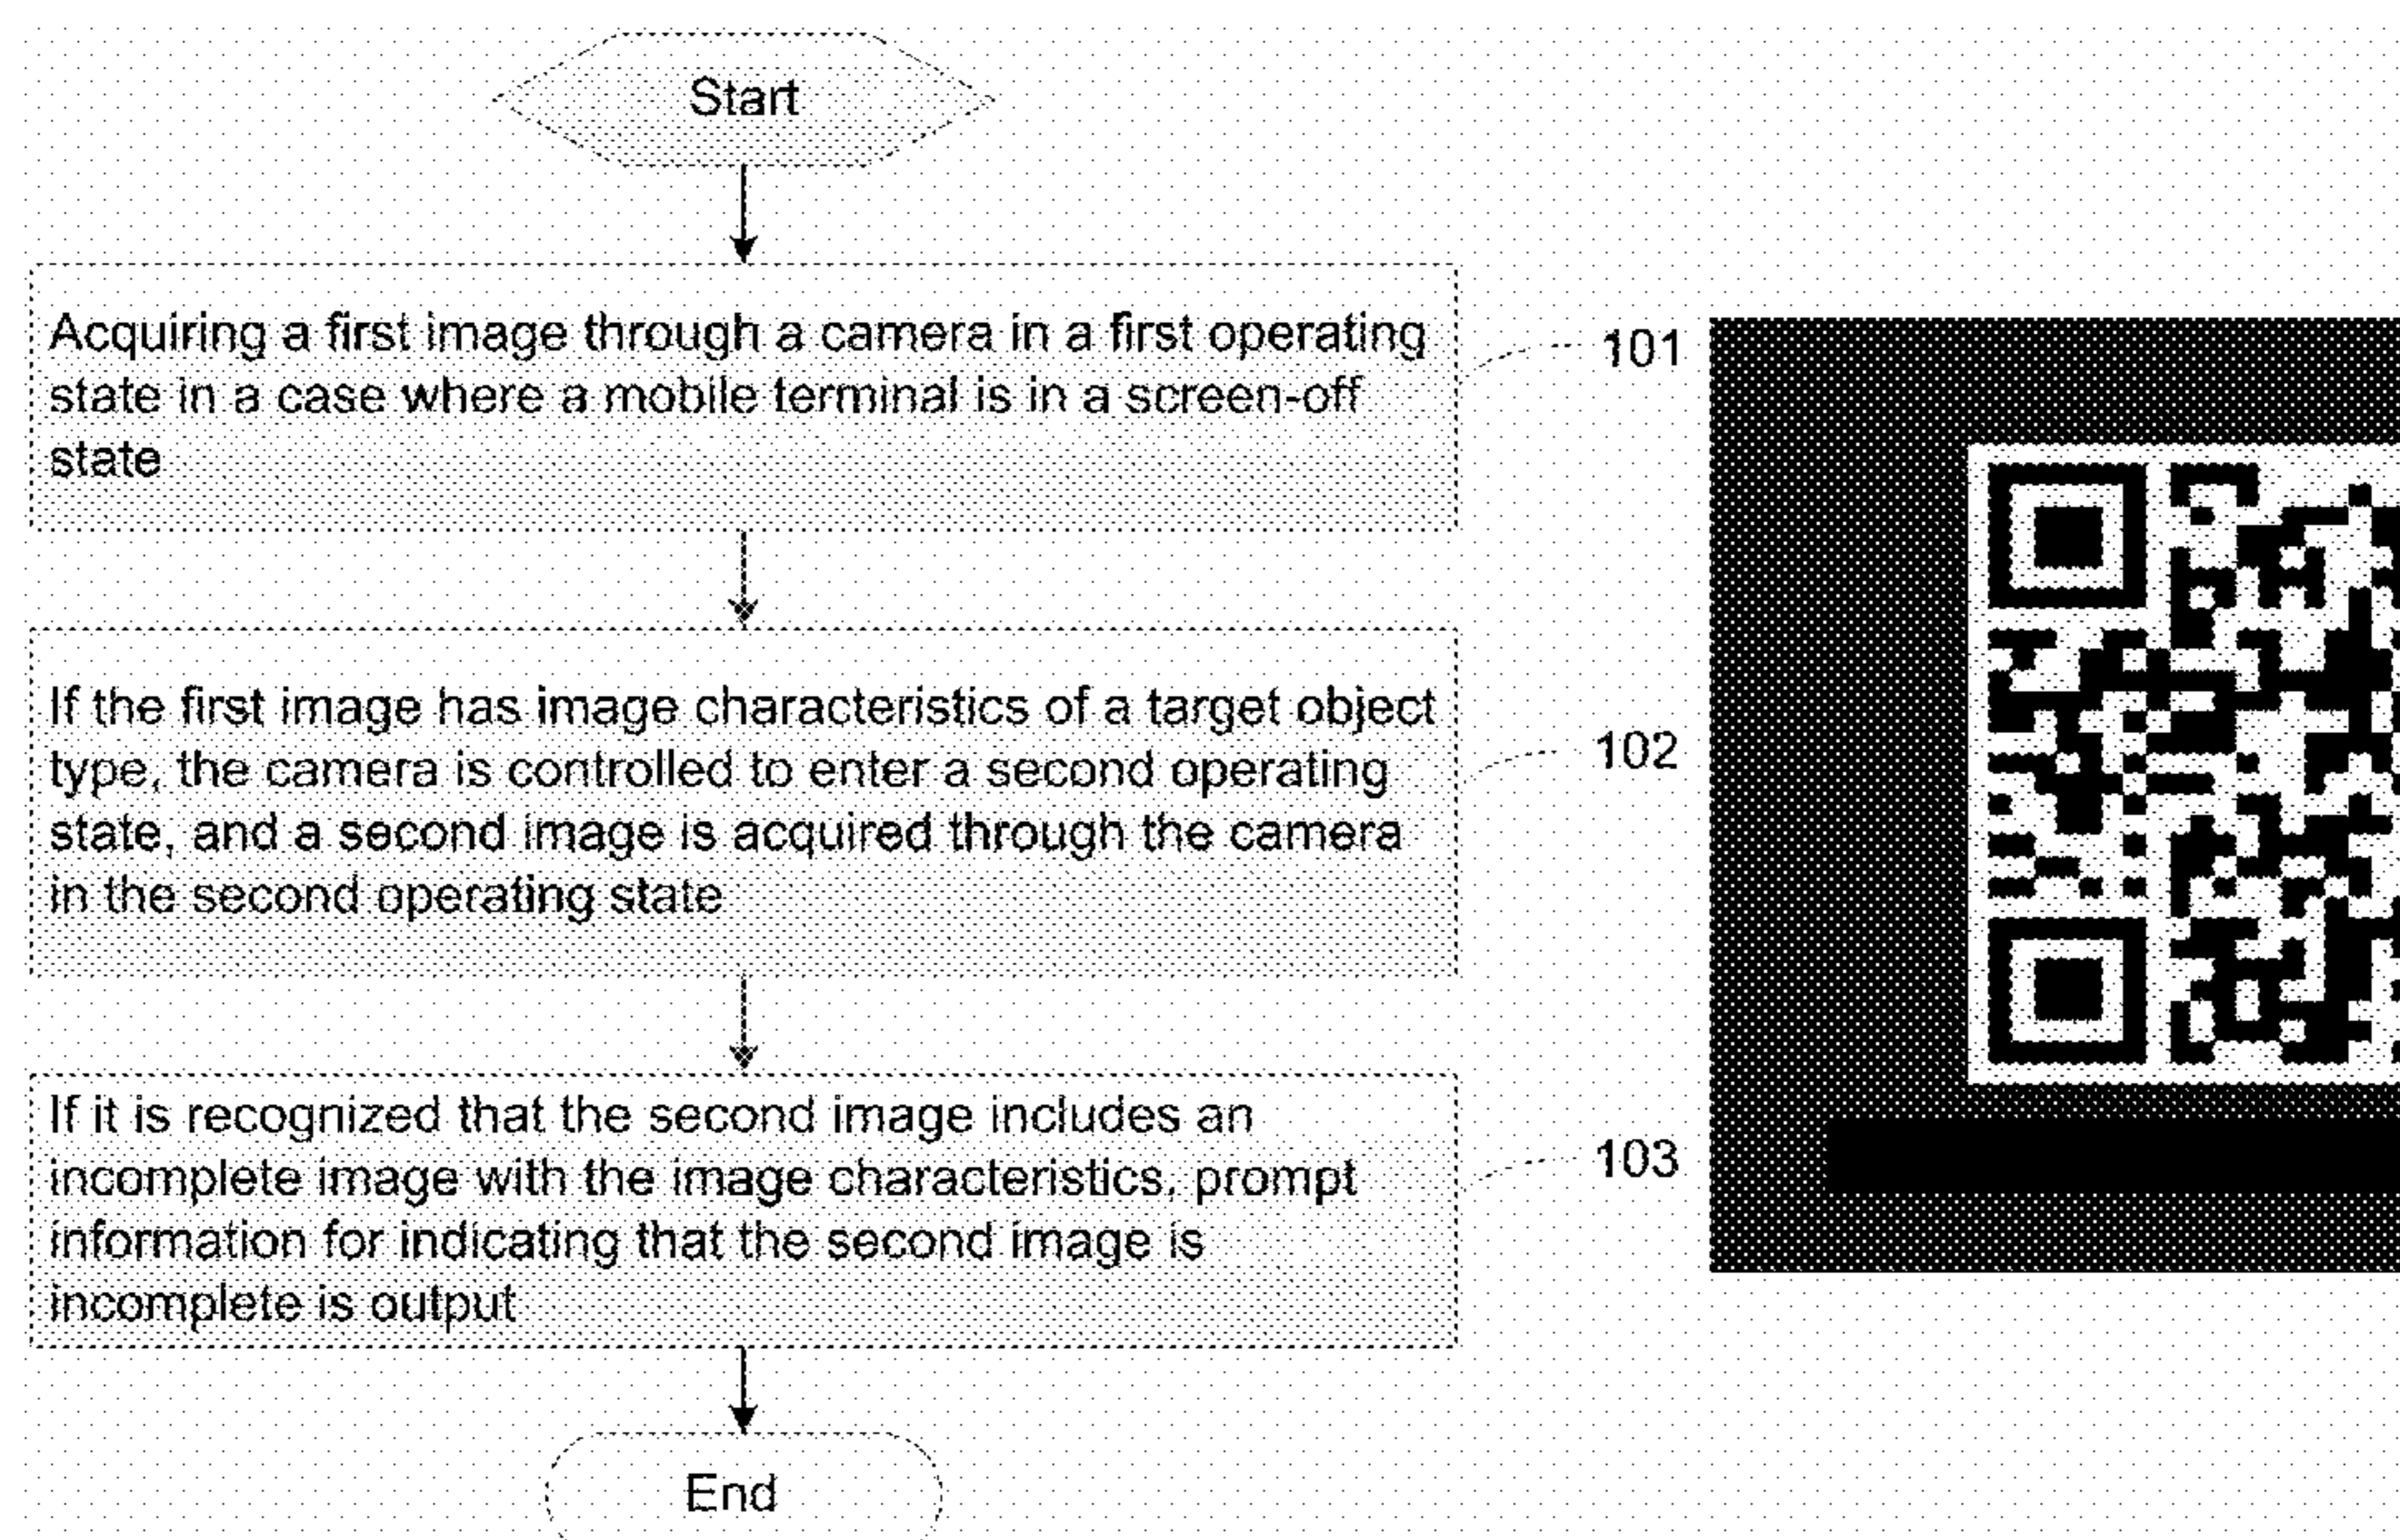 Start
Acquiring a first image through a camera in a first operating
state in a case where a mobile terminal is in a screen-off
state
101
If the first image has image characteristics of a target object
type, the camera is controlled to enter a second operating
state, and a second image is acquired through the camera
in the second operating state
102
If it is recognized that the second image includes an
incomplete image with the image characteristics, prompt
information for indicating that the second image is
incomplete is output
103
End